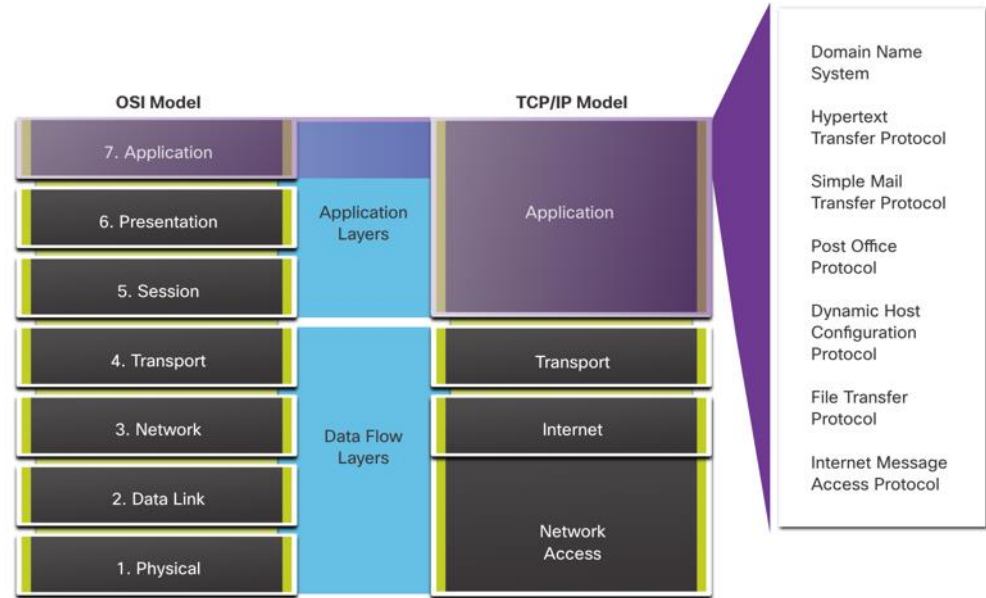 OSI Model
7. Application
6. Presentation
5. Session
4. Transport
3. Network
2. Data Link
1. Physical
Application
Layers
Data Flow
Layers
TCP/IP Model
Application
Transport
Internet
Network
Access
Domain Name
System
Hypertext
Transfer Protocol
Simple Mail
Transfer Protocol
Post Office
Protocol
Dynamic Host
Configuration
Protocol
File Transfer
Protocol
Internet Message
Access Protocol